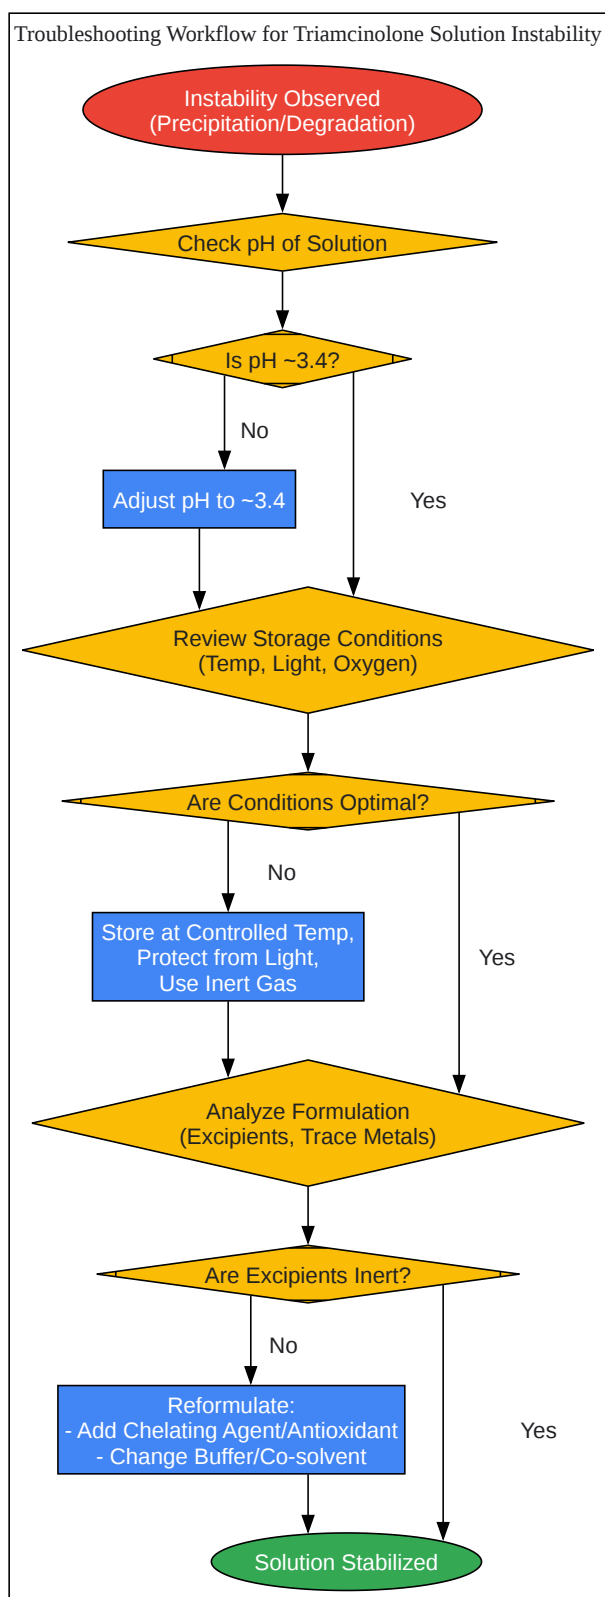 Troubleshooting Workflow for Triamcinolone Solution Instability
Instability Observed
(Precipitation/Degradation)
Check pH of Solution
Is pH ~3.4?
No
Adjust pH to ~3.4
Yes
Review Storage Conditions
(Temp, Light, Oxygen)
Are Conditions Optimal?
No
Store at Controlled Temp,
Protect from Light,
Use Inert Gas
Yes
Analyze Formulation
(Excipients, Trace Metals)
Are Excipients Inert?
No
Reformulate:
- Add Chelating Agent/Antioxidant
- Change Buffer/Co-solvent
Yes
Solution Stabilized